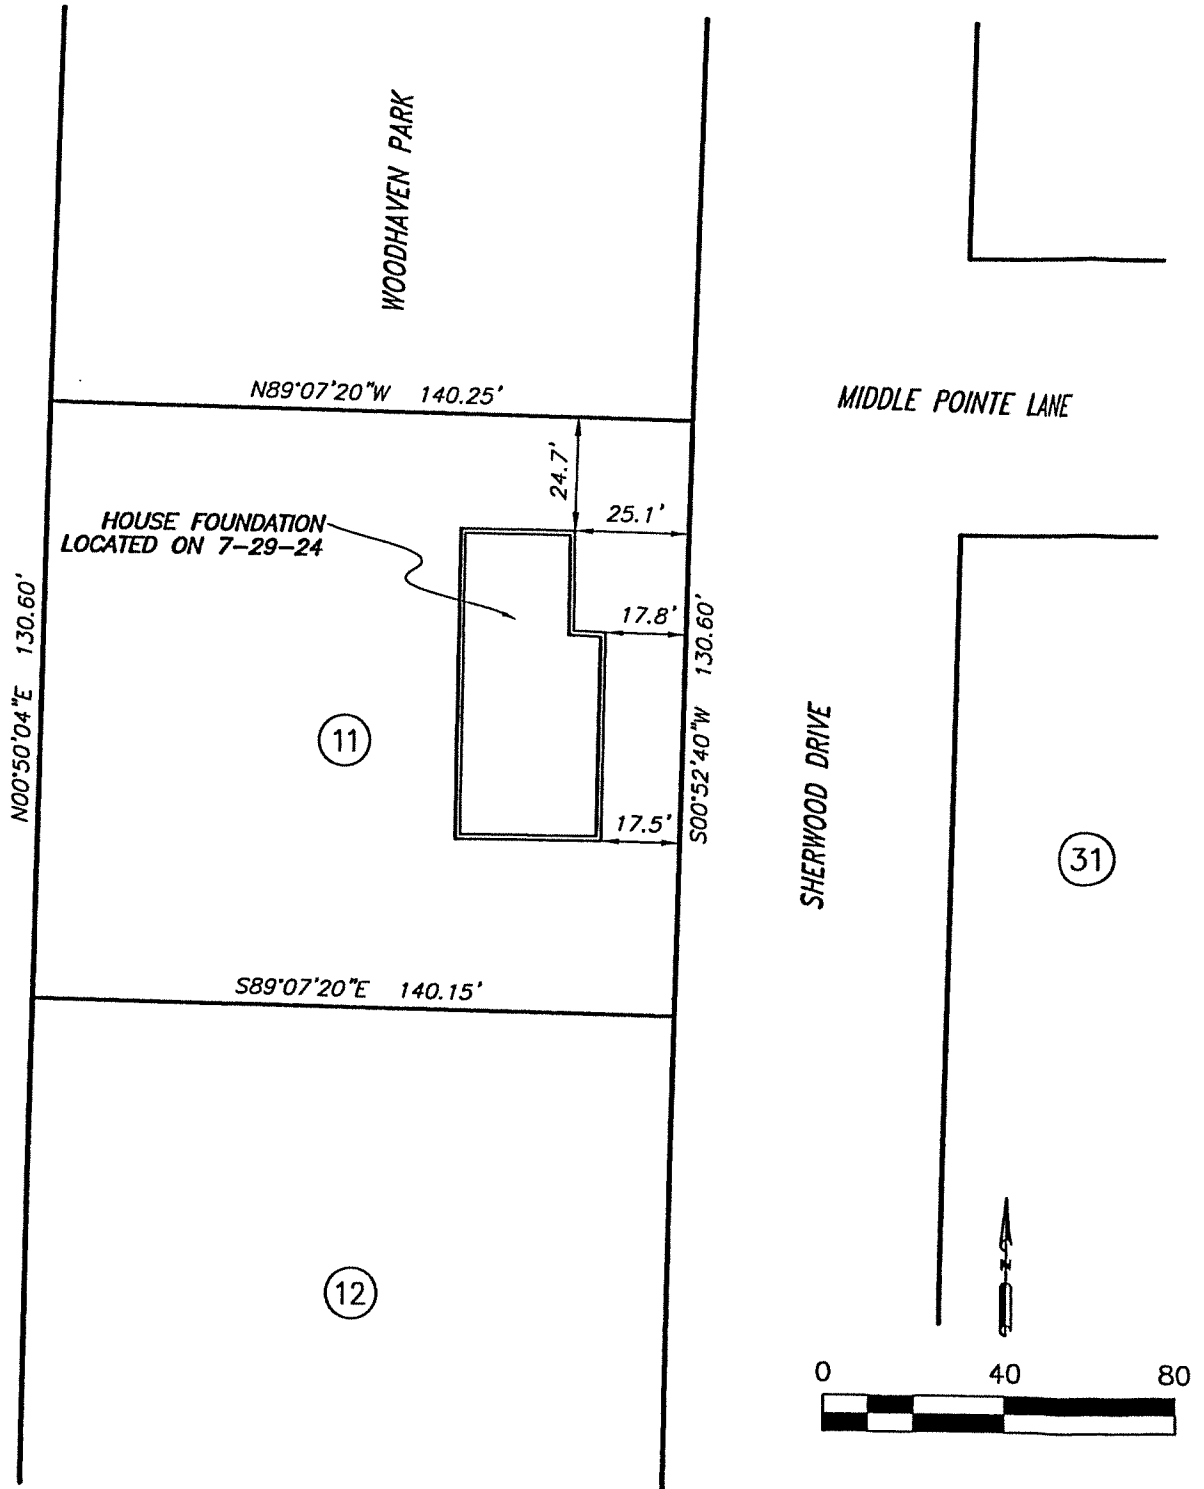 WOODHAVEN PARK
N89°07'20"W 140.25'
MIDDLE POINTE LANE
24.7'
25.1'
HOUSE FOUNDATION
LOCATED ON 7-29-24
17.8'
N00°50'04"E 130.60'
S00°52'40"W 130.60'
11
SHERWOOD DRIVE
17.5'
31
S89°07'20"E 140.15'
12
N
0 40 80